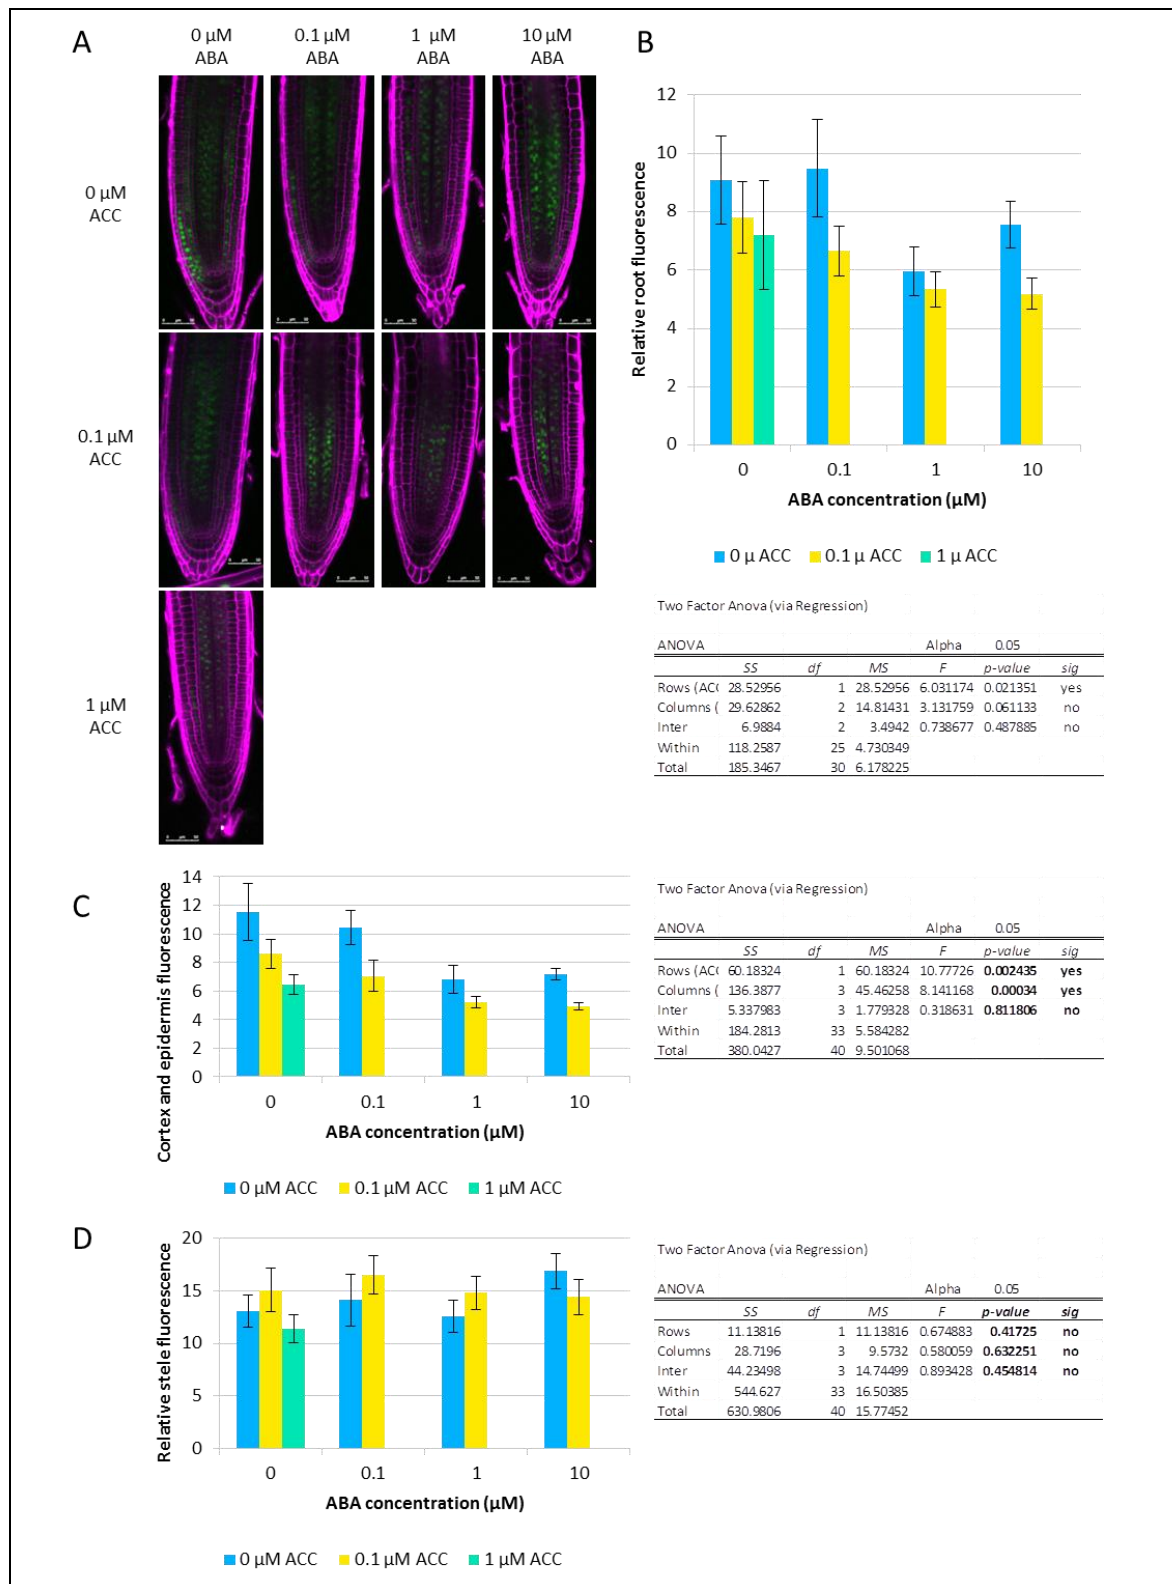 A
0 µM
ABA
0.1 µM
ABA
1 µM
ABA
10 µM
ABA
0 µM
ACC
0.1 µM
ACC
1 µM
ACC
B
Relative root fluorescence
12
10
8
6
4
2
0
0 0.1 1 10
ABA concentration (µM)
0 µ ACC 0.1 µ ACC 1 µ ACC
Two Factor Anova (via Regression)
ANOVA Alpha 0.05
SS df MS F p-value sig
Rows (ACC 28.52956 1 28.52956 6.031174 0.021351 yes
Columns ( 29.62862 2 14.81431 3.131759 0.061133 no
Inter 6.9884 2 3.4942 0.738677 0.487885 no
Within 118.2587 25 4.730349
Total 185.3467 30 6.178225
C
Cortex and epidermis fluorescence
14
12
10
8
6
4
2
0
0 0.1 1 10
ABA concentration (µM)
0 µM ACC 0.1 µM ACC 1 µM ACC
Two Factor Anova (via Regression)
ANOVA Alpha 0.05
SS df MS F p-value sig
Rows (ACC 60.18324 1 60.18324 10.77726 0.002435 yes
Columns ( 136.3877 3 45.46258 8.141168 0.00034 yes
Inter 5.337983 3 1.779328 0.318631 0.811806 no
Within 184.2813 33 5.584282
Total 380.0427 40 9.501068
D
Relative stele fluorescence
20
15
10
5
0
0 0.1 1 10
ABA concentration (µM)
0 µM ACC 0.1 µM ACC 1 µM ACC
Two Factor Anova (via Regression)
ANOVA Alpha 0.05
SS df MS F p-value sig
Rows 11.13816 1 11.13816 0.674883 0.41725 no
Columns 28.7196 3 9.5732 0.580059 0.632251 no
Inter 44.23498 3 14.74499 0.893428 0.454814 no
Within 544.627 33 16.50385
Total 630.9806 40 15.77452